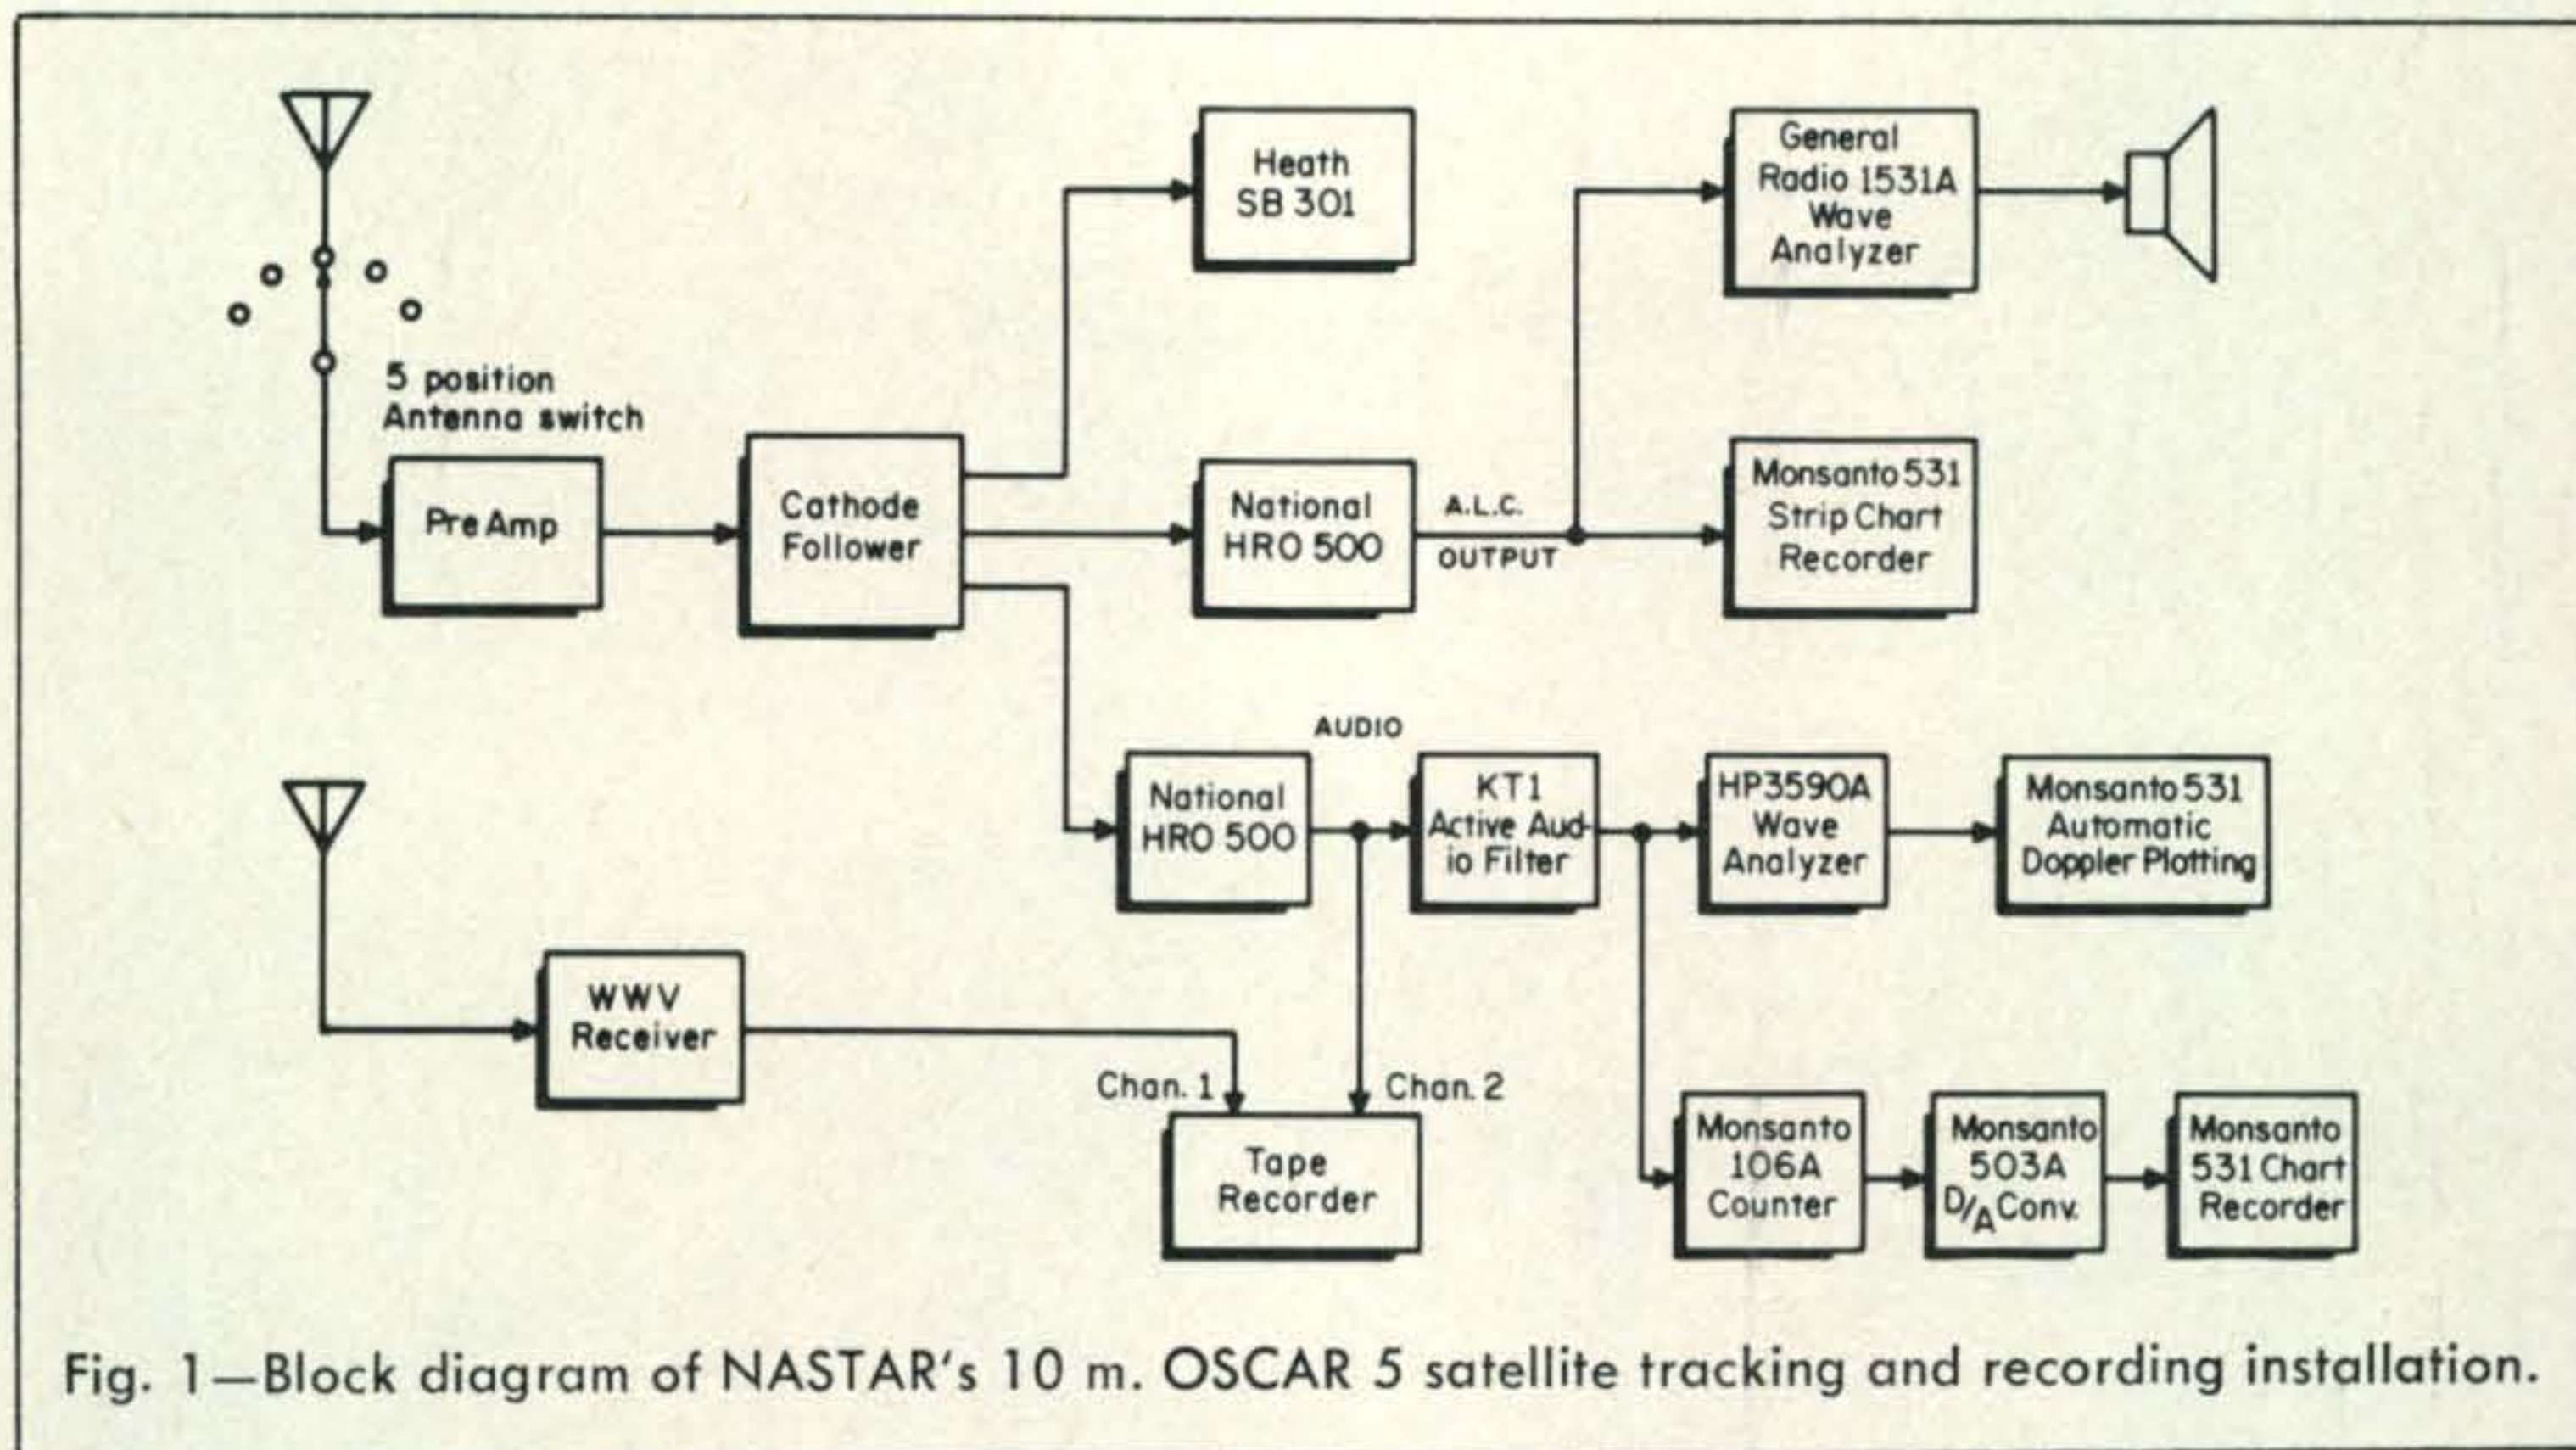 Heath
SB 301
General
Radio 1531A
Wave
Analyzer
5 position
Antenna switch
Pre Amp
Cathode
Follower
National
HRO 500
A.L.C.
OUTPUT
Monsanto 531
Strip Chart
Recorder
AUDIO
National
HRO 500
KT1
Active Aud-
io Filter
HP3590A
Wave
Analyzer
Monsanto 531
Automatic
Doppler Plotting
WWV
Receiver
Chan. 1
Chan. 2
Tape
Recorder
Monsanto
106A
Counter
Monsanto
503A
D/A Conv.
Monsanto
531 Chart
Recorder
Fig. 1—Block diagram of NASTAR's 10 m. OSCAR 5 satellite tracking and recording installation.